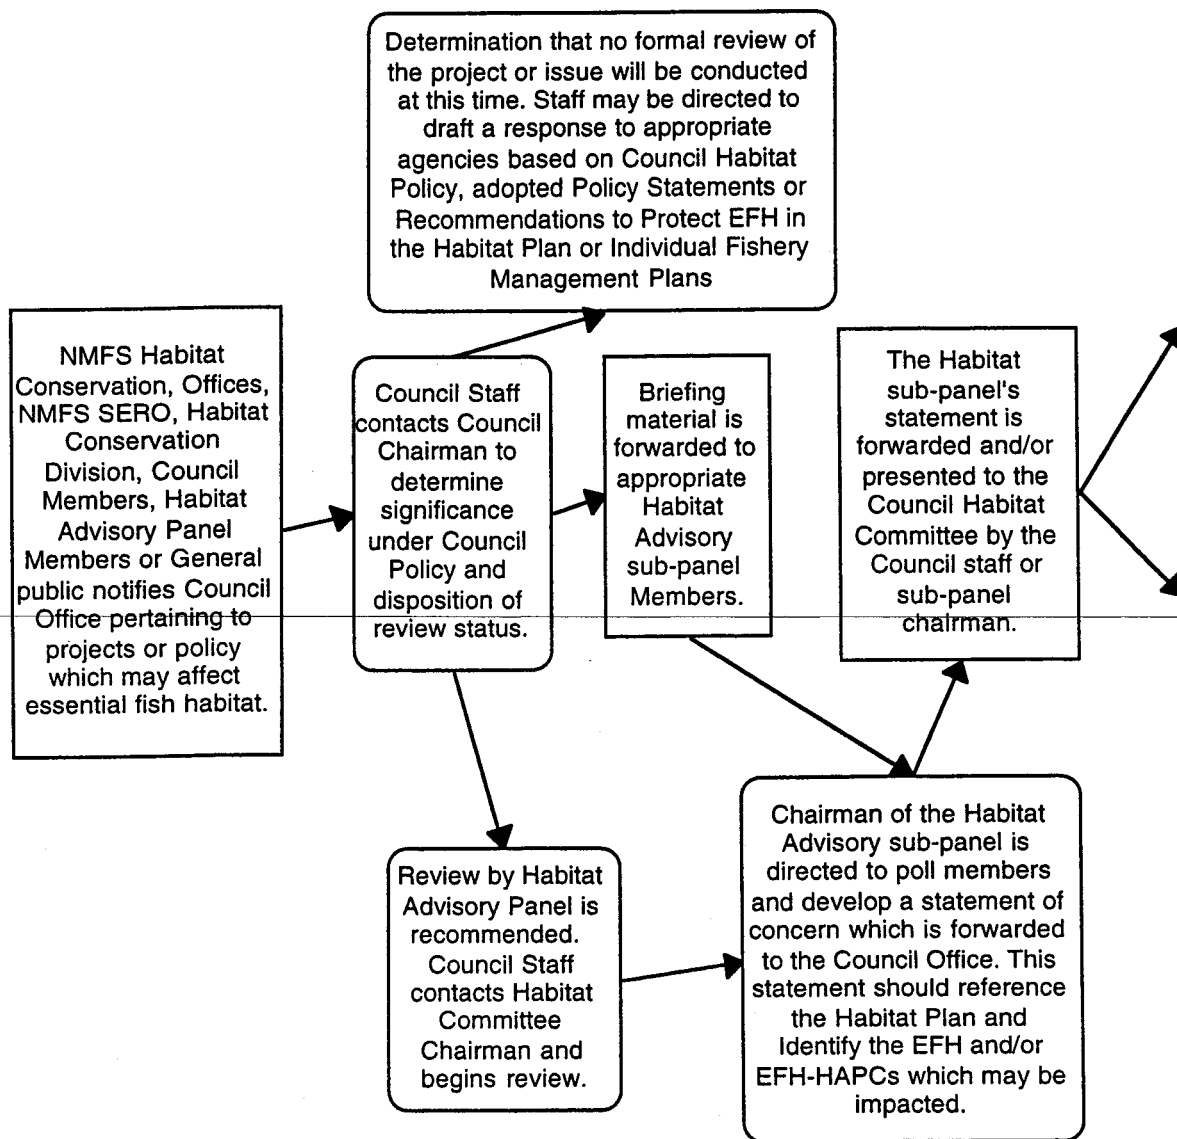 Determination that no formal review of
the project or issue will be conducted
at this time. Staff may be directed to
draft a response to appropriate
agencies based on Council Habitat
Policy, adopted Policy Statements or
Recommendations to Protect EFH in
the Habitat Plan or Individual Fishery
Management Plans
NMFS Habitat
Conservation, Offices,
NMFS SERO, Habitat
Conservation
Division, Council
Members, Habitat
Advisory Panel
Members or General
public notifies Council
Office pertaining to
projects or policy
which may affect
essential fish habitat.
Council Staff
contacts Council
Chairman to
determine
significance
under Council
Policy and
disposition of
review status.
Briefing
material is
forwarded to
appropriate
Habitat
Advisory
sub-panel
Members.
The Habitat
sub-panel's
statement is
forwarded and/or
presented to the
Council Habitat
Committee by the
Council staff or
sub-panel
chairman.
Review by Habitat
Advisory Panel is
recommended.
Council Staff
contacts Habitat
Committee
Chairman and
begins review.
Chairman of the Habitat
Advisory sub-panel is
directed to poll members
and develop a statement of
concern which is forwarded
to the Council Office. This
statement should reference
the Habitat Plan and
Identify the EFH and/or
EFH-HAPCs which may be
impacted.